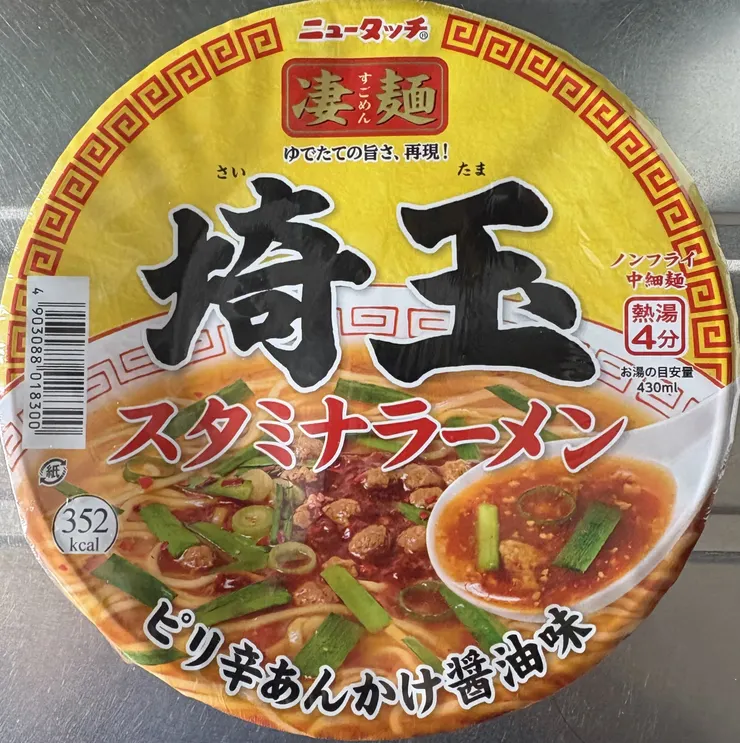 ニュータッチ®
凄麺
すごめん
ゆでたての旨さ、再現!
さいたま
埼玉
ノンフライ
中細麺
熱湯
4分
お湯の目安量
430ml
スタミナラーメン
4903088018300
紙
352
kcal
ピリ辛あんかけ醤油味